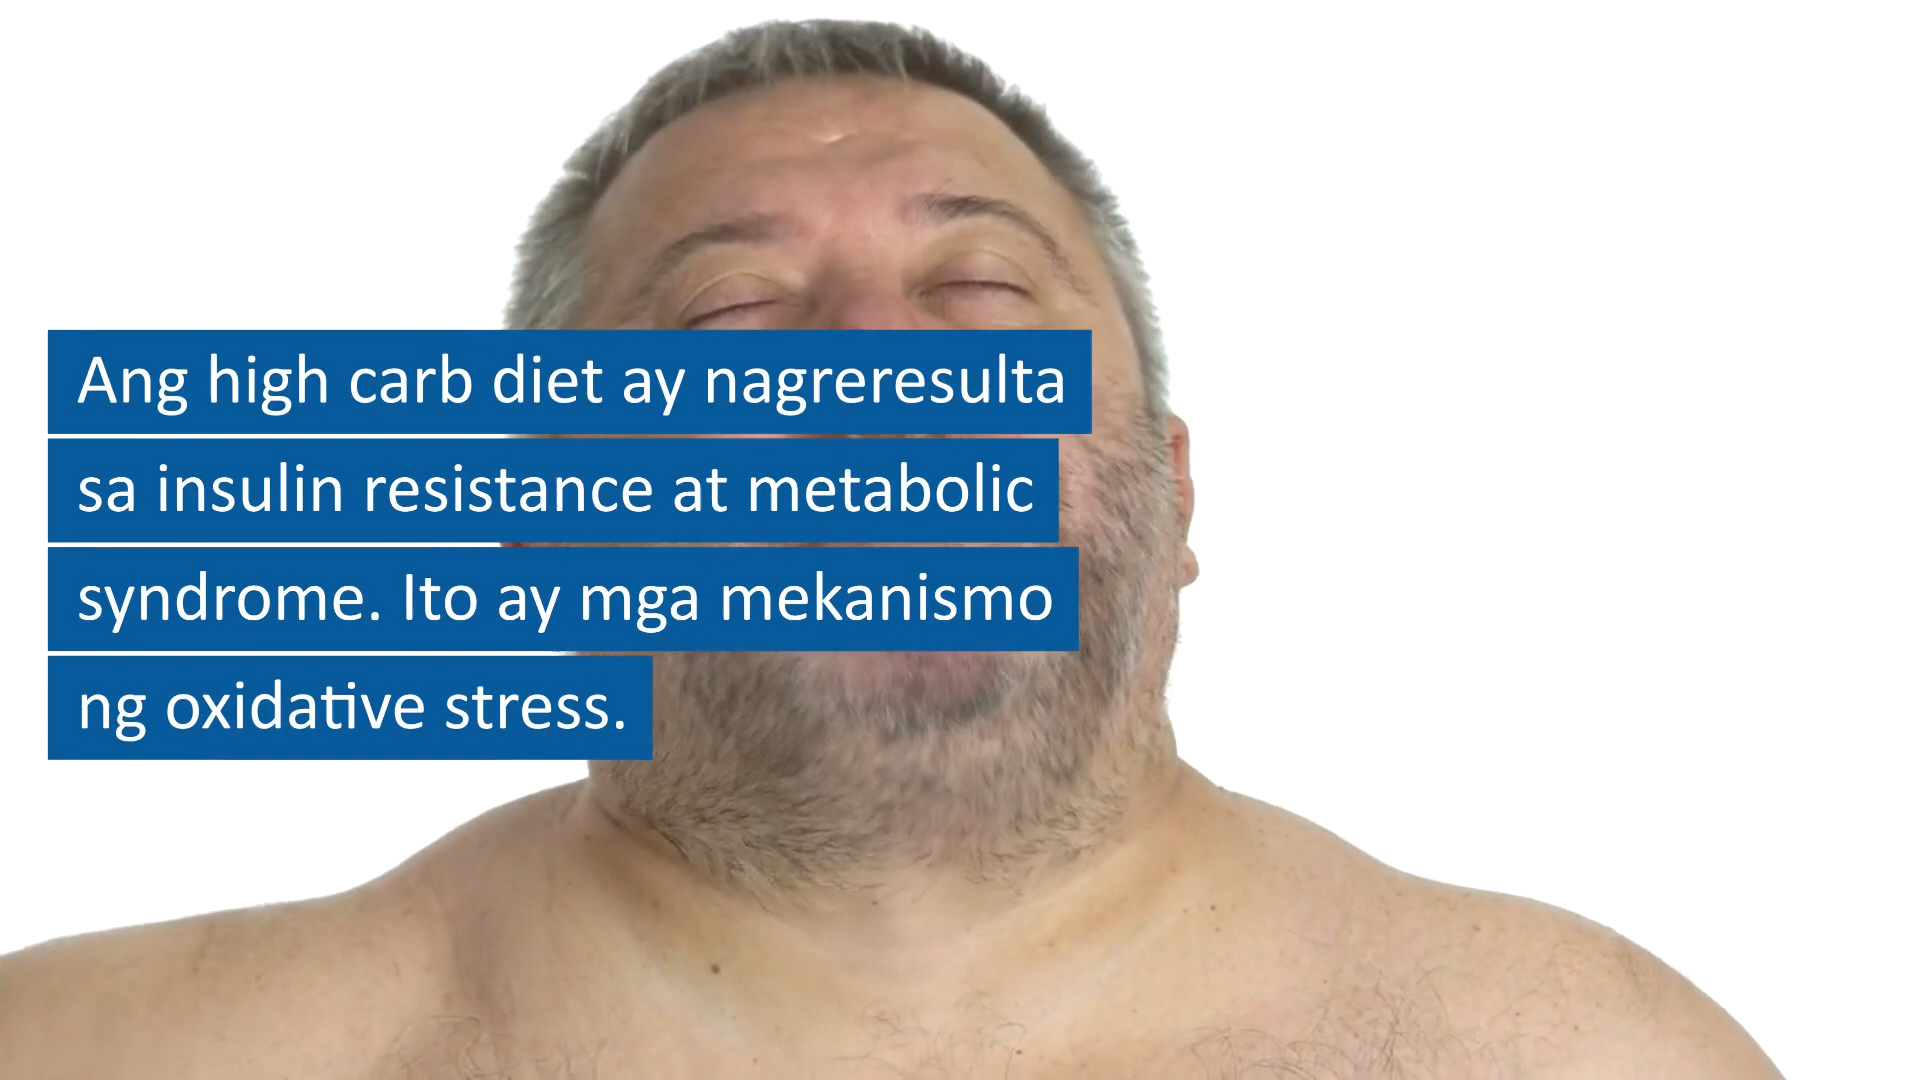 Ang high carb diet ay nagreresulta
sa insulin resistance at metabolic
syndrome. Ito ay mga mekanismo
ng oxidative stress.